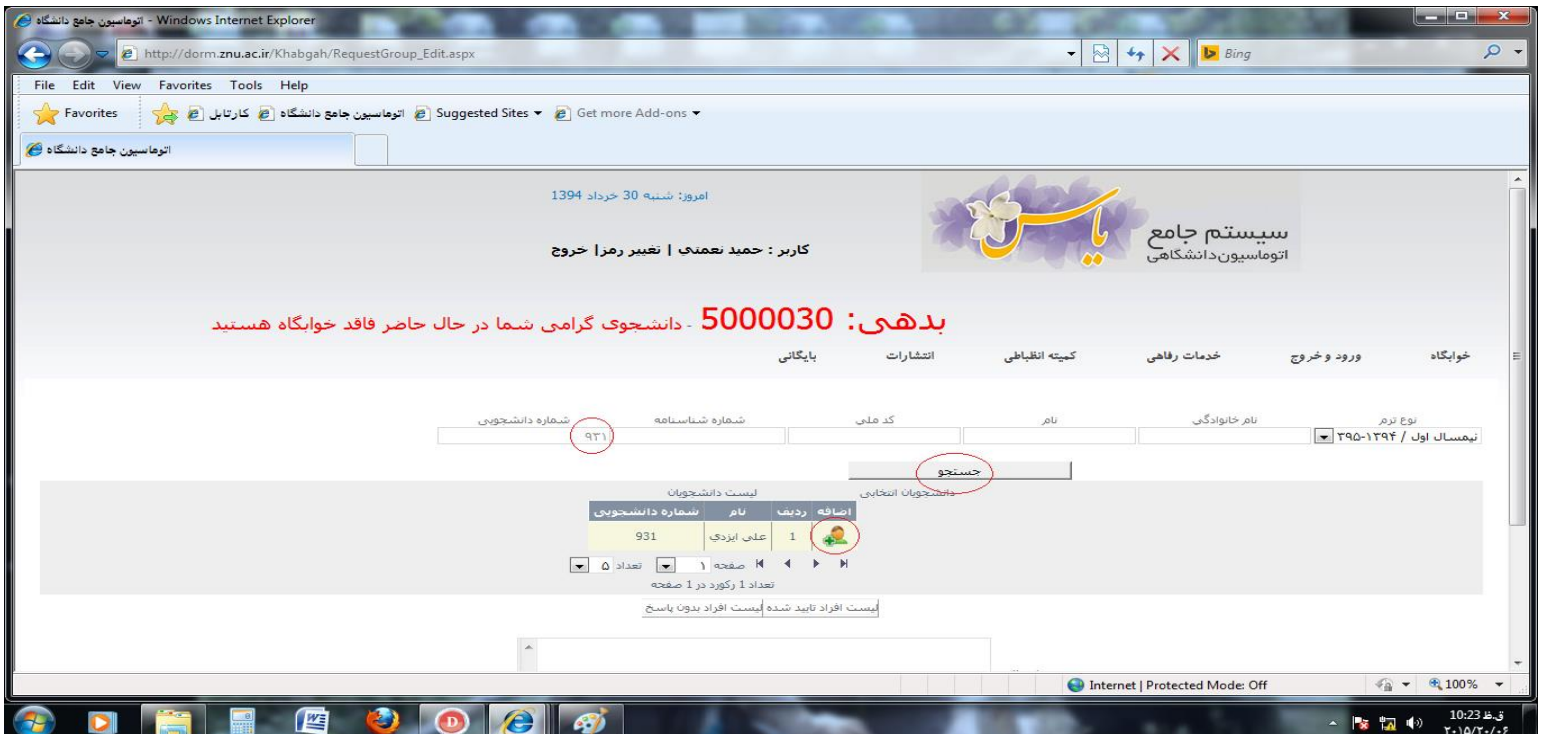 اتوماسیون جامع دانشگاه - Windows Internet Explorer
http://dorm.znu.ac.ir/Khabgah/RequestGroup_Edit.aspx
Bing
File Edit View Favorites Tools Help
Favorites
کارتابل
اتوماسیون جامع دانشگاه
Suggested Sites
Get more Add-ons
اتوماسیون جامع دانشگاه
امروز: شنبه 30 خرداد 1394
یاس
سیستم جامع
اتوماسیون دانشگاهی
کاربر : حمید نعمتی | تغییر رمز| خروج
بدهی: 5000030 - دانشجوی گرامی شما در حال حاضر فاقد خوابگاه هستید
خوابگاه ورود و خروج خدمات رفاهی کمیته انظباطی انتشارات بایگانی
نوع ترم نام خانوادگی نام کد ملی شماره شناسنامه شماره دانشجویی
نیمسال اول / ۱۳۹۴-۳۹۵ ۹۳۱
جستجو
دانشجویان انتخابی لیست دانشجویان
اضافه ردیف نام شماره دانشجویی
1 علی ایزدي 931
صفحه ۱ تعداد ۵
تعداد 1 رکورد در 1 صفحه
لیست افراد تایید شده لیست افراد بدون پاسخ
Internet | Protected Mode: Off
100%
10:23 ق.ظ
۲۰۱۵/۲۰/۰۶